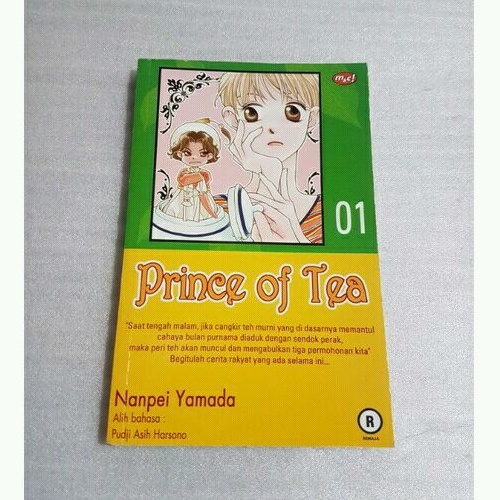 m&c!
01
Prince of Tea
"Saat tengah malam, jika cangkir teh murni yang di dasarnya memantul
cahaya bulan purnama diaduk dengan sendok perak,
maka peri teh akan muncul dan mengabulkan tiga permohonan kita"
Begitulah cerita rakyat yang ada selama ini...
Nanpei Yamada
Alih bahasa :
Pudji Asih Harsono
R
REMAJA